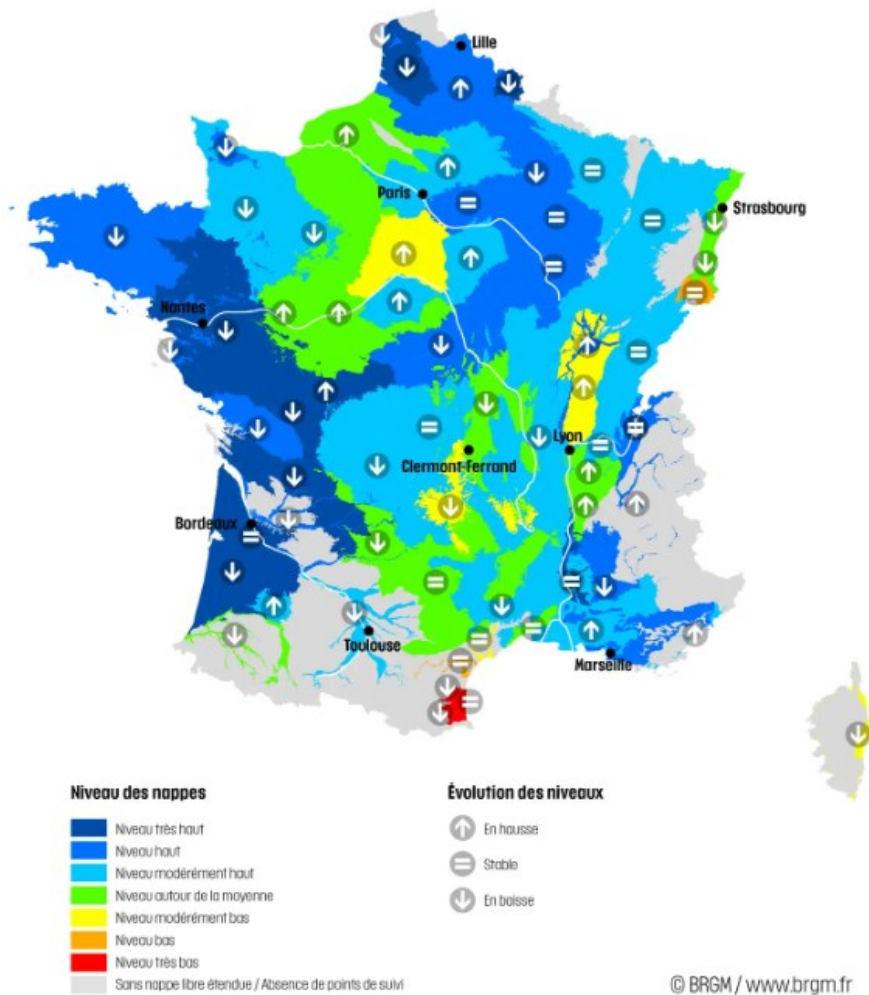 Lille
Paris
Strasbourg
Nantes
Lyon
Clermont-Ferrand
Bordeaux
Toulouse
Marseille
Niveau des nappes
Niveau très haut
Niveau haut
Niveau modérément haut
Niveau autour de la moyenne
Niveau modérément bas
Niveau bas
Niveau très bas
Sans nappe libre étendue / Absence de points de suivi
Évolution des niveaux
En hausse
Stable
En baisse
© BRGM / www.brgm.fr